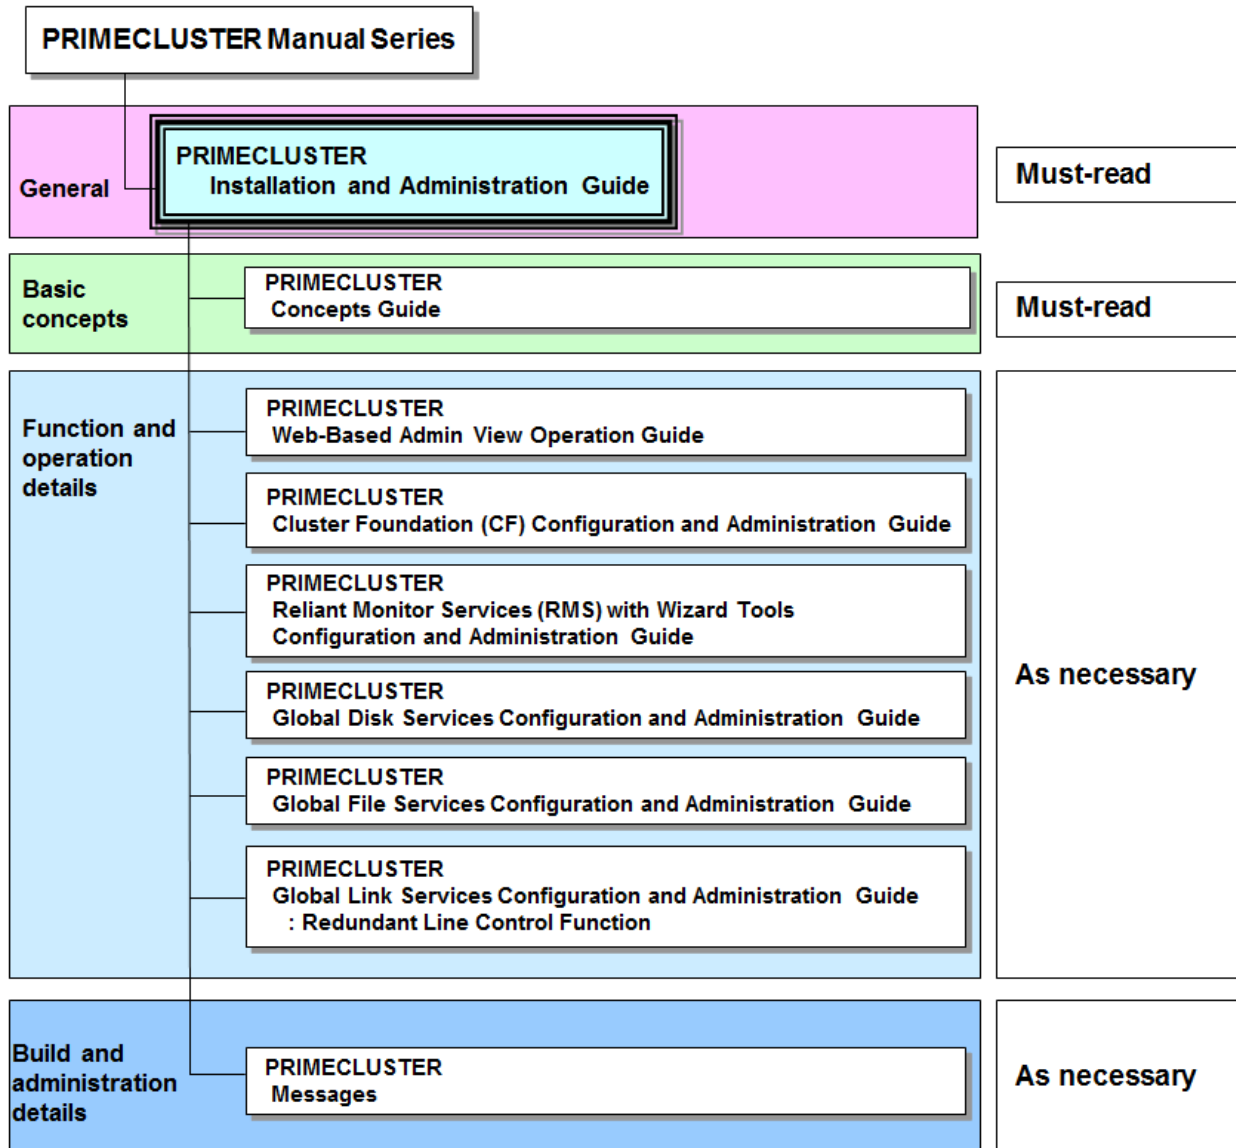 PRIMECLUSTER Manual Series
General
PRIMECLUSTER
Installation and Administration Guide
Must-read
Basic
concepts
PRIMECLUSTER
Concepts Guide
Must-read
Function and
operation
details
PRIMECLUSTER
Web-Based Admin View Operation Guide
PRIMECLUSTER
Cluster Foundation (CF) Configuration and Administration Guide
PRIMECLUSTER
Reliant Monitor Services (RMS) with Wizard Tools
Configuration and Administration Guide
PRIMECLUSTER
Global Disk Services Configuration and Administration Guide
PRIMECLUSTER
Global File Services Configuration and Administration Guide
PRIMECLUSTER
Global Link Services Configuration and Administration Guide
: Redundant Line Control Function
As necessary
Build and
administration
details
PRIMECLUSTER
Messages
As necessary